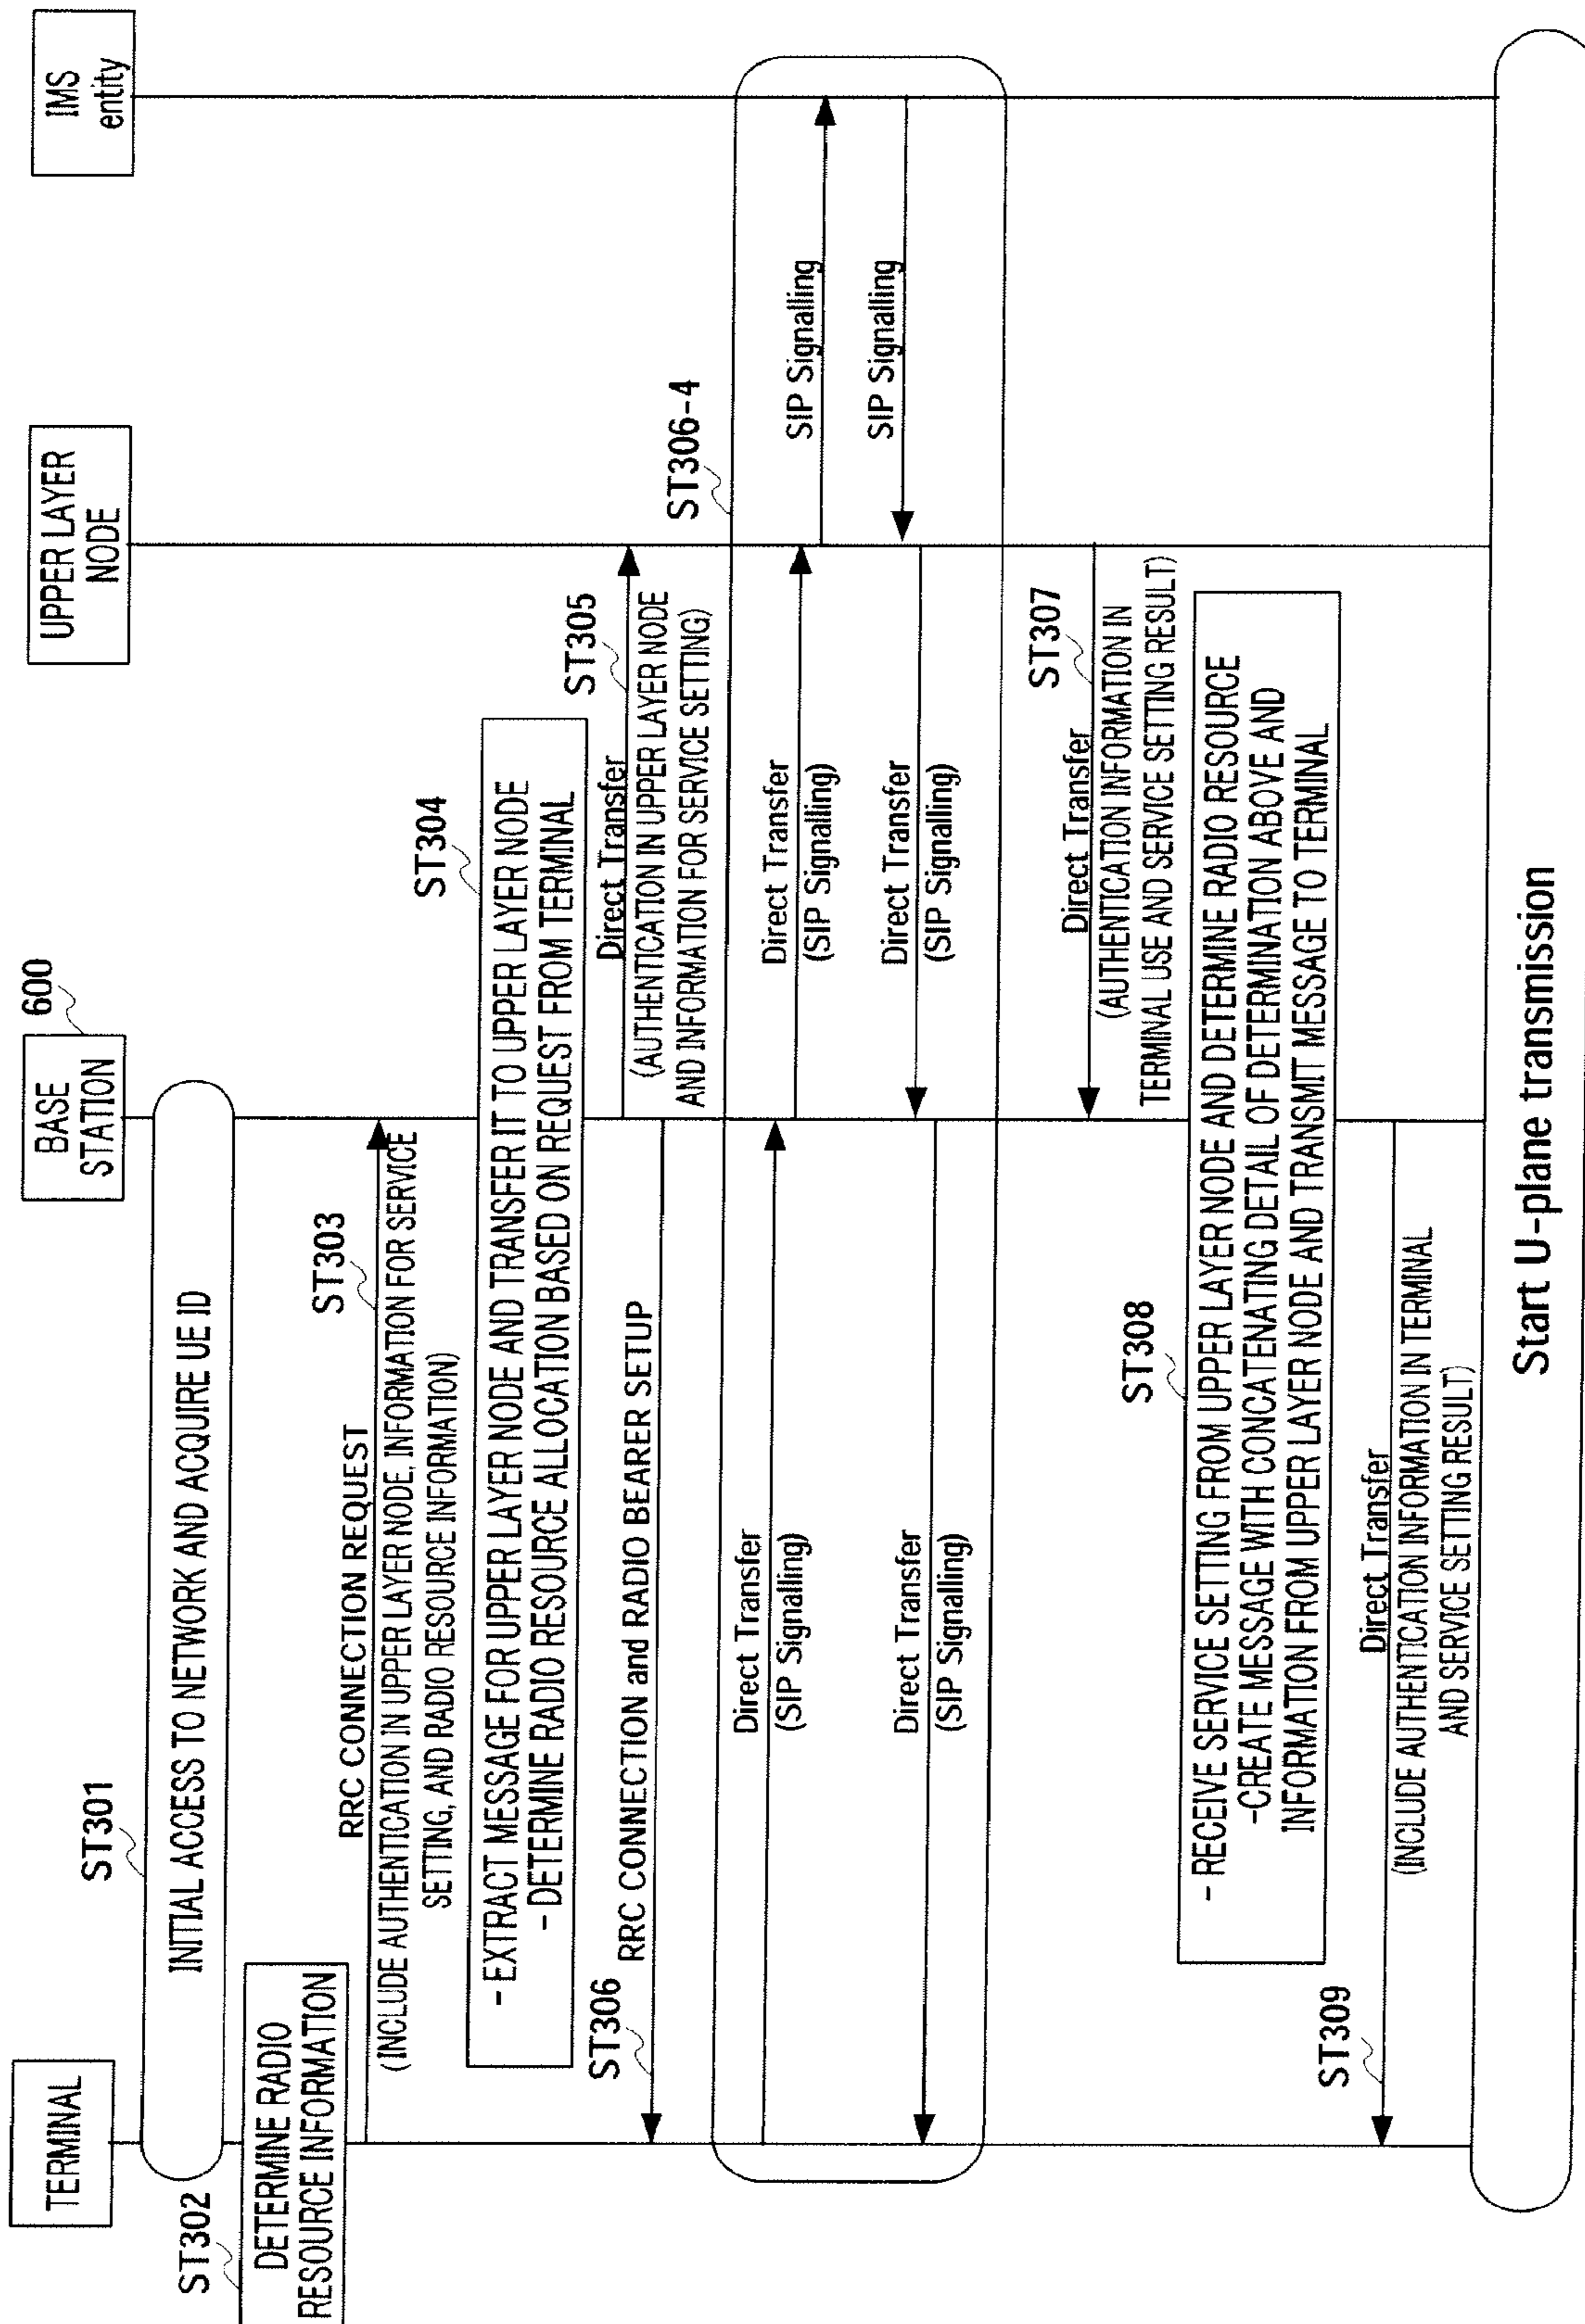 TERMINAL
BASE
STATION
600
UPPER LAYER
NODE
IMS
entity
ST301
INITIAL ACCESS TO NETWORK AND ACQUIRE UE ID
ST302
DETERMINE RADIO
RESOURCE INFORMATION
ST303
RRC CONNECTION REQUEST
(INCLUDE AUTHENTICATION IN UPPER LAYER NODE, INFORMATION FOR SERVICE
SETTING, AND RADIO RESOURCE INFORMATION)
ST304
- EXTRACT MESSAGE FOR UPPER LAYER NODE AND TRANSFER IT TO UPPER LAYER NODE
- DETERMINE RADIO RESOURCE ALLOCATION BASED ON REQUEST FROM TERMINAL
ST305
Direct Transfer
(AUTHENTICATION IN UPPER LAYER NODE
AND INFORMATION FOR SERVICE SETTING)
ST306
RRC CONNECTION and RADIO BEARER SETUP
ST306-4
Direct Transfer
(SIP Signalling)
Direct Transfer
(SIP Signalling)
SIP Signalling
SIP Signalling
Direct Transfer
(SIP Signalling)
Direct Transfer
(SIP Signalling)
ST307
Direct Transfer
(AUTHENTICATION INFORMATION IN
TERMINAL USE AND SERVICE SETTING RESULT)
ST308
- RECEIVE SERVICE SETTING FROM UPPER LAYER NODE AND DETERMINE RADIO RESOURCE
-CREATE MESSAGE WITH CONCATENATING DETAIL OF DETERMINATION ABOVE AND
INFORMATION FROM UPPER LAYER NODE AND TRANSMIT MESSAGE TO TERMINAL
ST309
Direct Transfer
(INCLUDE AUTHENTICATION INFORMATION IN TERMINAL
AND SERVICE SETTING RESULT)
Start U-plane transmission